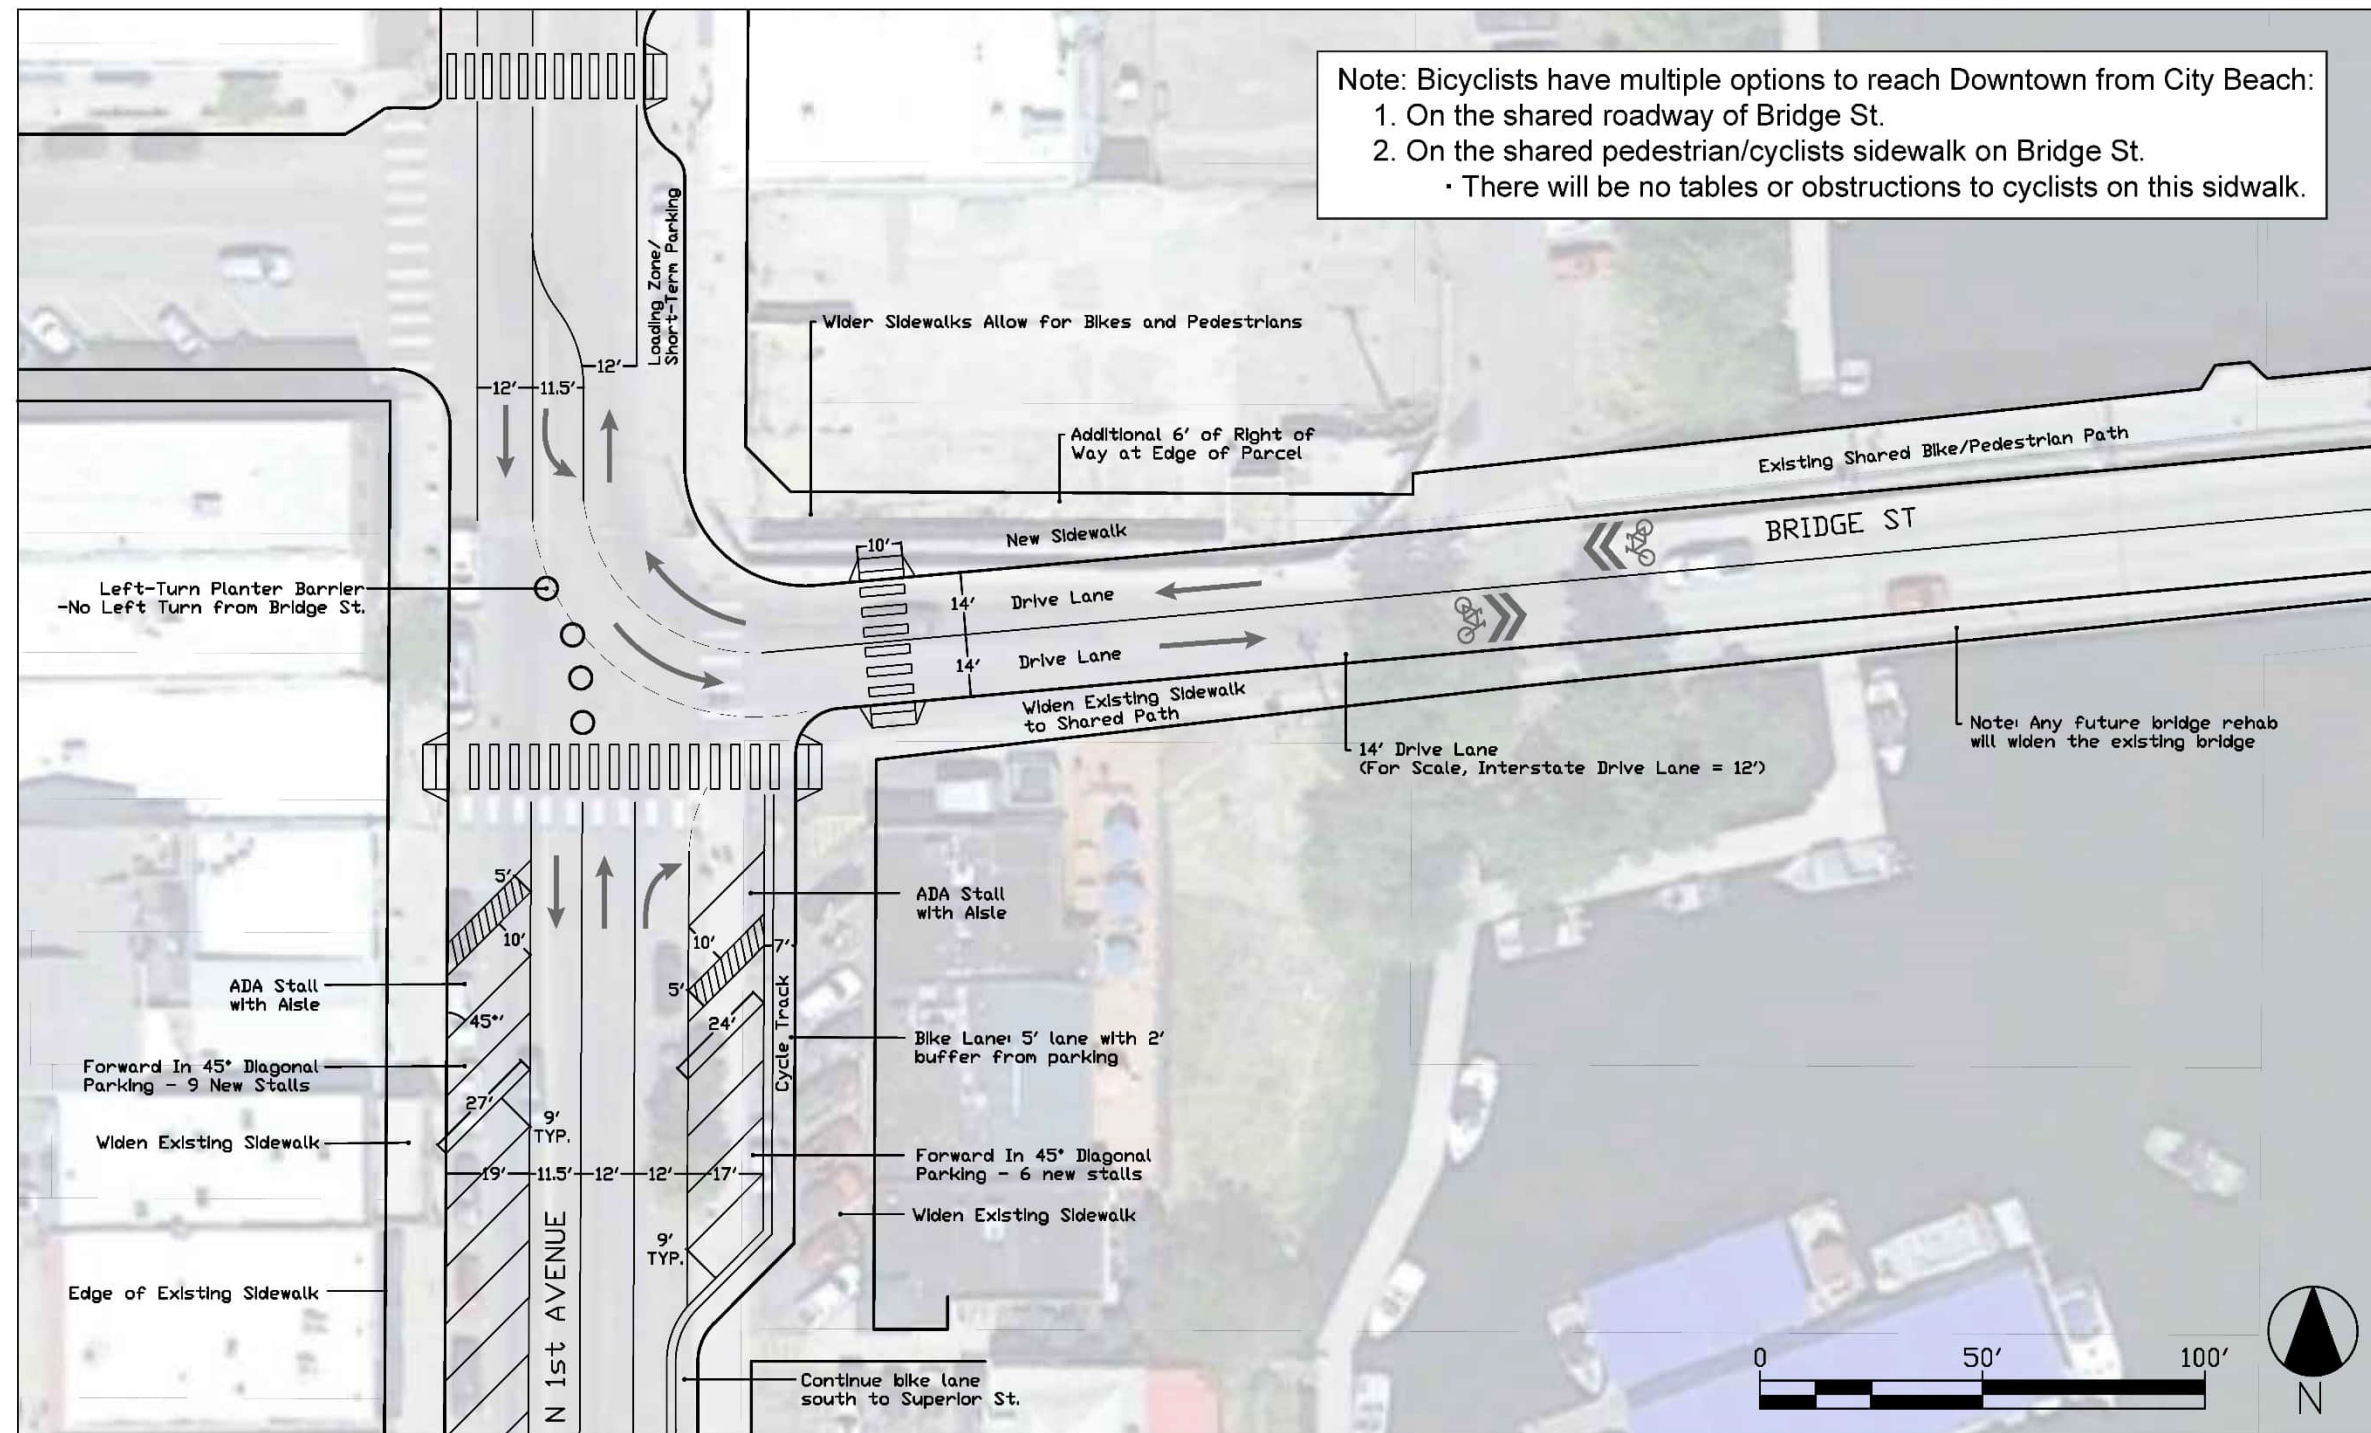 Note: Bicyclists have multiple options to reach Downtown from City Beach:
1. On the shared roadway of Bridge St.
2. On the shared pedestrian/cyclists sidewalk on Bridge St.
· There will be no tables or obstructions to cyclists on this sidwalk.
Loading Zone/
Short-Term Parking
Wider Sidewalks Allow for Bikes and Pedestrians
12'
12'
11.5'
Additional 6' of Right of
Way at Edge of Parcel
Existing Shared Bike/Pedestrian Path
BRIDGE ST
New Sidewalk
10'
Left-Turn Planter Barrier
-No Left Turn from Bridge St.
14'
Drive Lane
14'
Drive Lane
Widen Existing Sidewalk
to Shared Path
14' Drive Lane
(For Scale, Interstate Drive Lane = 12')
Note: Any future bridge rehab
will widen the existing bridge
5'
10'
ADA Stall
with Aisle
45°'
Forward In 45° Diagonal
Parking - 9 New Stalls
27'
9'
TYP.
Widen Existing Sidewalk
19'
11.5'
12'
12'
17'
Edge of Existing Sidewalk
N 1st AVENUE
ADA Stall
with Aisle
10'
7'
5'
24'
Cycle Track
Bike Lane: 5' lane with 2'
buffer from parking
Forward In 45° Diagonal
Parking - 6 new stalls
Widen Existing Sidewalk
9'
TYP.
Continue bike lane
south to Superior St.
0
50'
100'
N